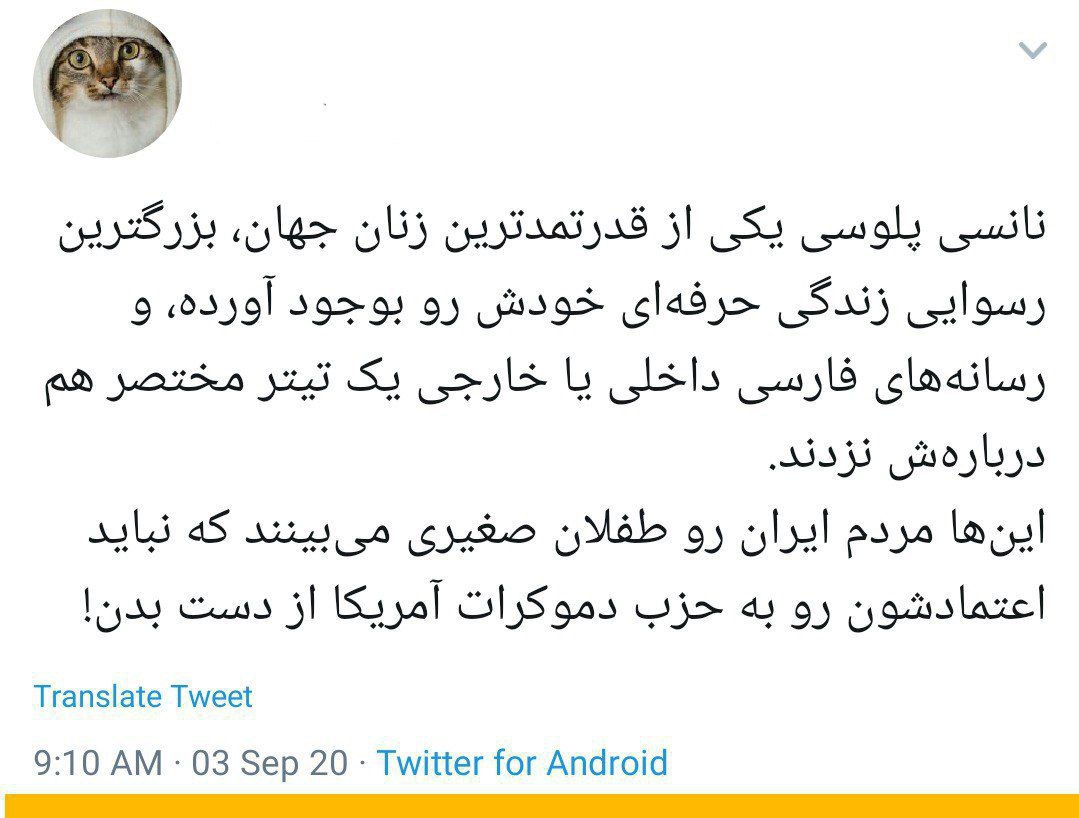 نانسی پلوسی یکی از قدرتمدترین زنان جهان، بزرگترین
رسوایی زندگی حرفه‌ای خودش رو بوجود آورده، و
رسانه‌های فارسی داخلی یا خارجی یک تیتر مختصر هم
درباره‌ش نزدند.
این‌ها مردم ایران رو طفلان صغیری می‌بینند که نباید
اعتمادشون رو به حزب دموکرات آمریکا از دست بدن!
Translate Tweet
9:10 AM · 03 Sep 20 · Twitter for Android